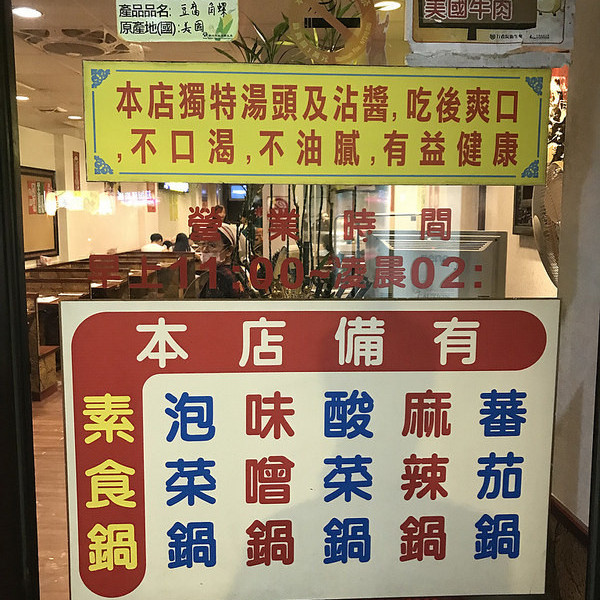 產品品名: 豆腐 角螺
原產地(國): 美國
美國牛肉
本店獨特湯頭及沾醬,吃後爽口
,不口渴,不油膩,有益健康
營業時間
早上11:00~凌晨02:
本店備有
素食鍋
泡菜鍋
味噌鍋
酸菜鍋
麻辣鍋
蕃茄鍋